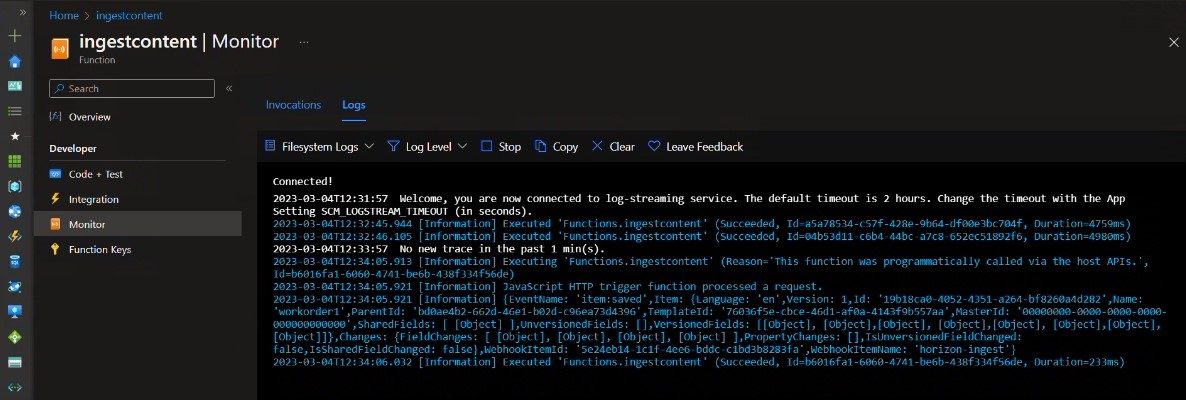 »
Home > ingestcontent
ingestcontent | Monitor ...
Function
Search
«
Overview
Developer
Code + Test
Integration
Monitor
Function Keys
Invocations Logs
Filesystem Logs Log Level Stop Copy Clear Leave Feedback
Connected!
2023-03-04T12:31:57 Welcome, you are now connected to log-streaming service. The default timeout is 2 hours. Change the timeout with the App
Setting SCM_LOGSTREAM_TIMEOUT (in seconds).
2023-03-04T12:32:45.944 [Information] Executed 'Functions.ingestcontent' (Succeeded, Id=a5a78534-c57f-428e-9b64-df00e3bc704f, Duration=4759ms)
2023-03-04T12:32:46.105 [Information] Executed 'Functions.ingestcontent' (Succeeded, Id=04b53d11-c6b4-44bc-a7c8-652ec51892f6, Duration=4980ms)
2023-03-04T12:33:57 No new trace in the past 1 min(s).
2023-03-04T12:34:05.913 [Information] Executing 'Functions.ingestcontent' (Reason='This function was programmatically called via the host APIs.',
Id=b6016fa1-6060-4741-be6b-438f334f56de)
2023-03-04T12:34:05.921 [Information] JavaScript HTTP trigger function processed a request.
2023-03-04T12:34:05.921 [Information] {EventName: 'item:saved',Item: {Language: 'en',Version: 1,Id: '19b18ca0-4052-4351-a264-bf8260a4d282',Name:
'workorder1',ParentId: 'bd0ae4b2-662d-46e1-b02d-c96ea73d4396',TemplateId: '76036f5e-cbce-46d1-af0a-4143f9b557aa',MasterId: '00000000-0000-0000-0000-
000000000000',SharedFields: [ [Object] ],UnversionedFields: [],VersionedFields: [[Object], [Object],[Object], [Object],[Object], [Object],[Object],
[Object]]},Changes: {FieldChanges: [ [Object], [Object], [Object], [Object] ],PropertyChanges: [],IsUnversionedFieldChanged:
false,IsSharedFieldChanged: false},WebhookItemId: '5e24eb14-1c1f-4ee6-bddc-c1bd3b8283fa',WebhookItemName: 'horizon-ingest'}
2023-03-04T12:34:06.032 [Information] Executed 'Functions.ingestcontent' (Succeeded, Id=b6016fa1-6060-4741-be6b-438f334f56de, Duration=233ms)